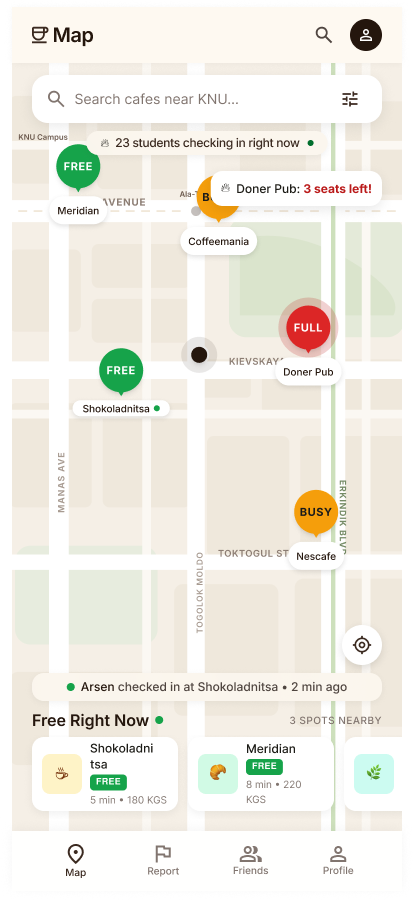 Map
Search cafes near KNU...
KNU Campus
23 students checking in right now
FREE
Doner Pub: 3 seats left!
Meridian
AVENUE
Coffeemania
FULL
KIEVSKAYA
Doner Pub
FREE
Shokoladnitsa
MANAS AVE
ERKINDIK BLVD
BUSY
TOKTOGUL ST
Nescafe
TOGOLOK MOLDO
Arsen checked in at Shokoladnitsa • 2 min ago
Free Right Now
3 SPOTS NEARBY
Shokoladni
tsa
FREE
5 min • 180 KGS
Meridian
FREE
8 min • 220
KGS
Map
Report
Friends
Profile